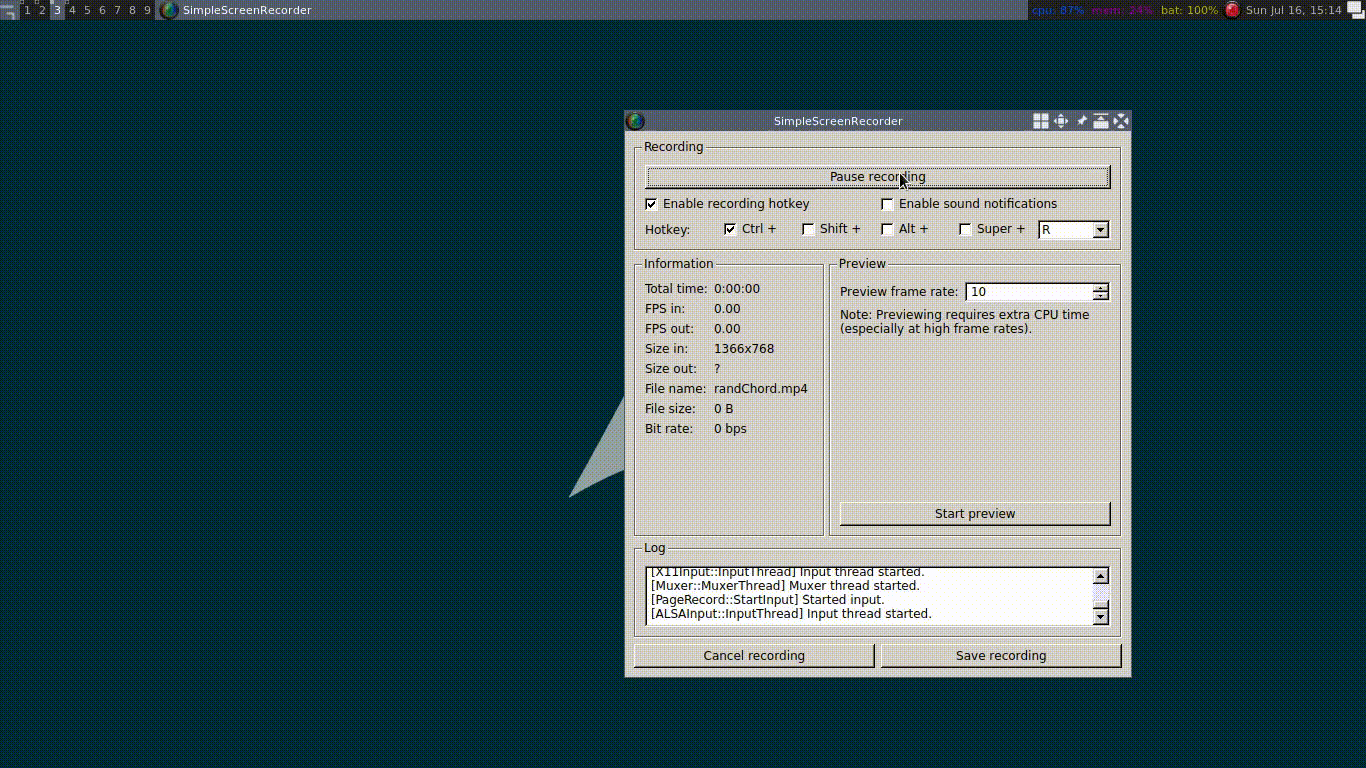 1 2 3 4 5 6 7 8 9 SimpleScreenRecorder cpu: 87% mem: 24% bat: 100% Sun Jul 16, 15:14
SimpleScreenRecorder
Recording
Pause recording
Enable recording hotkey Enable sound notifications
Hotkey: Ctrl + Shift + Alt + Super + R
Information
Total time: 0:00:00
FPS in: 0.00
FPS out: 0.00
Size in: 1366x768
Size out: ?
File name: randChord.mp4
File size: 0 B
Bit rate: 0 bps
Preview
Preview frame rate: 10
Note: Previewing requires extra CPU time
(especially at high frame rates).
Start preview
Log
[X11Input::InputThread] Input thread started.
[Muxer::MuxerThread] Muxer thread started.
[PageRecord::StartInput] Started input.
[ALSAInput::InputThread] Input thread started.
Cancel recording Save recording